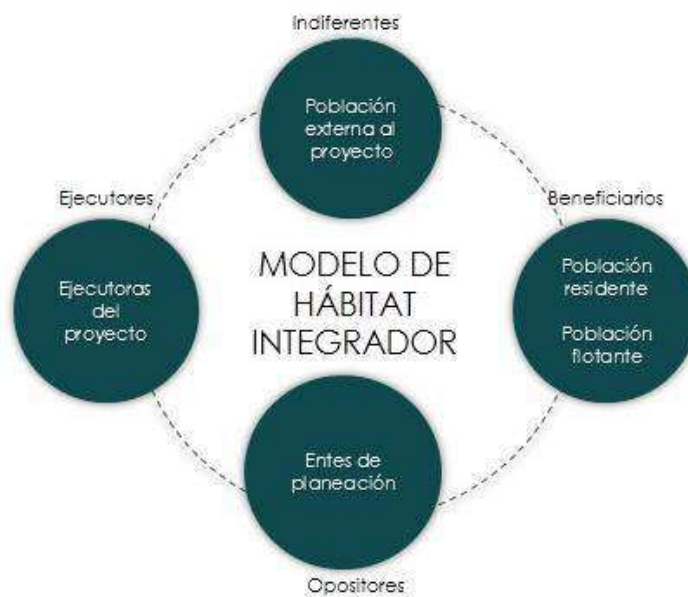 Indiferentes
Población
externa al
proyecto
Ejecutores
Ejecutoras
del
proyecto
MODELO DE
HÁBITAT
INTEGRADOR
Beneficiarios
Población
residente
Población
flotante
Entes de
planeación
Opositores